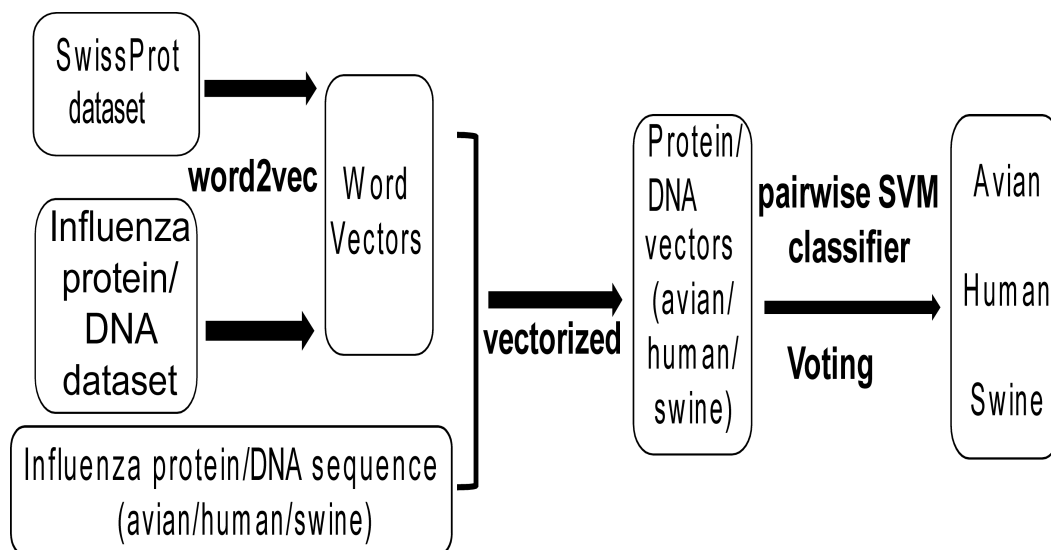 SwissProt
dataset
word2vec
Influenza
protein/
DNA
dataset
Word
Vectors
Influenza protein/DNA sequence
(avian/human/swine)
vectorized
Protein/
DNA
vectors
(avian/
human/
swine)
pairwise SVM
classifier
Voting
Avian
Human
Swine